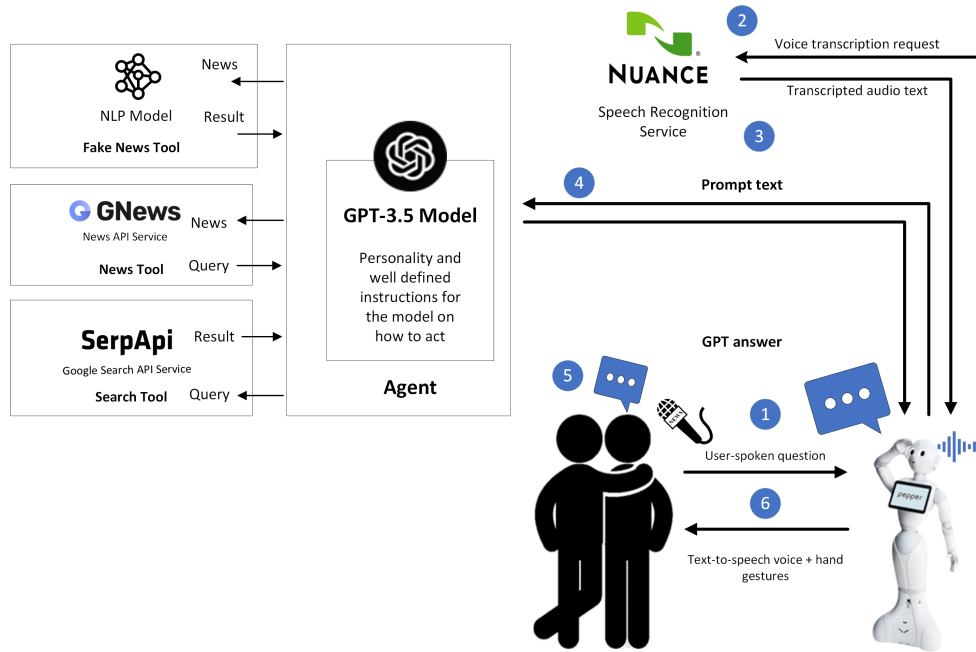 News
NLP Model
Result
Fake News Tool
GNews
News API Service
News
News Tool
Query
SerpApi
Result
Google Search API Service
Search Tool
Query
GPT-3.5 Model
Personality and
well defined
instructions for
the model on
how to act
Agent
NUANCE
®
Speech Recognition
Service
2
Voice transcription request
Transcripted audio text
3
4
Prompt text
GPT answer
5
NEWS
1
User-spoken question
6
Text-to-speech voice + hand
gestures
pepper